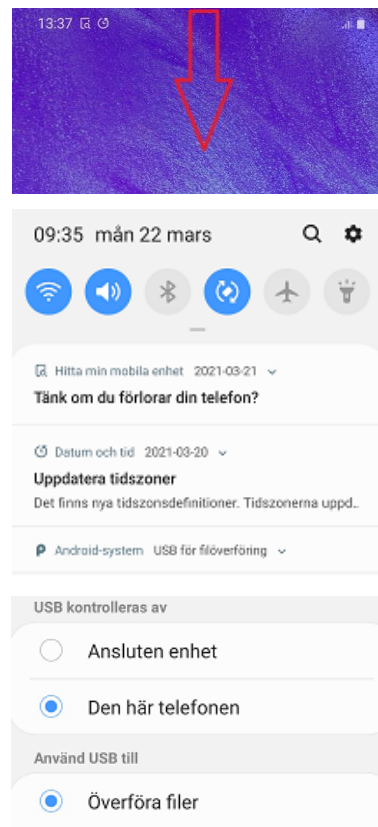 13:37
09:35 mån 22 mars
Hitta min mobila enhet 2021-03-21
Tänk om du förlorar din telefon?
Datum och tid 2021-03-20
Uppdatera tidszoner
Det finns nya tidszonsdefinitioner. Tidszonerna uppd..
Android-system USB för filöverföring
USB kontrolleras av
Ansluten enhet
Den här telefonen
Använd USB till
Överföra filer